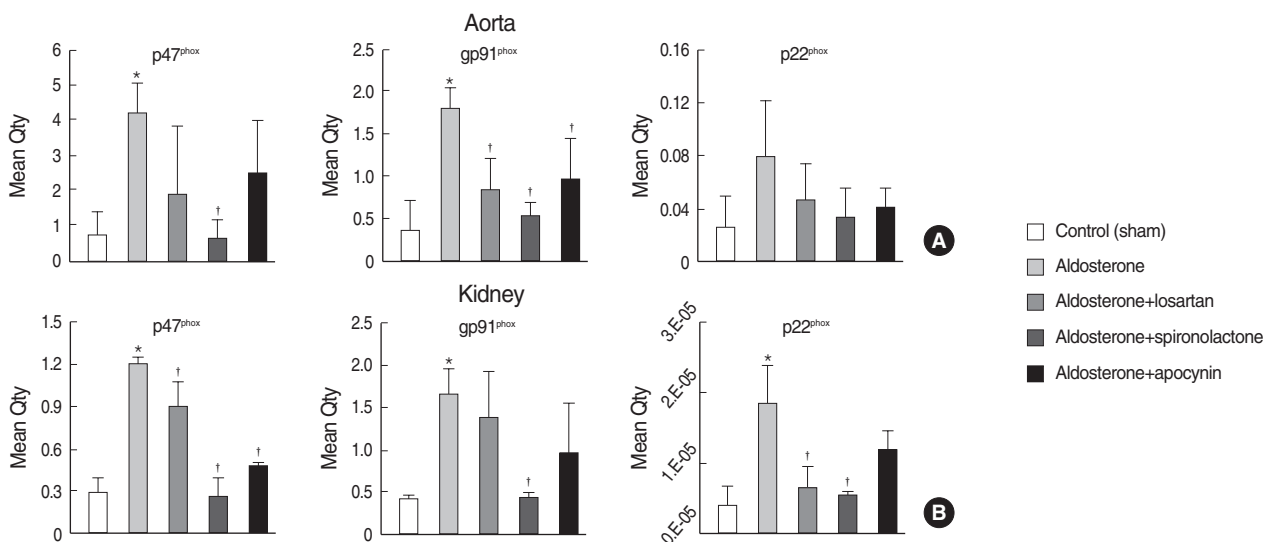 Aorta
p47phox
Mean Qty
6
5
4
3
2
1
0
*
†
gp91phox
Mean Qty
2.5
2.0
1.5
1.0
0.5
0
*
†
†
†
p22phox
Mean Qty
0.16
0.12
0.08
0.04
0
A
Kidney
p47phox
Mean Qty
1.5
1.2
0.9
0.6
0.3
0
*
†
†
†
gp91phox
Mean Qty
2.5
2.0
1.5
1.0
0.5
0
*
†
p22phox
Mean Qty
3.E-05
2.E-05
1.E-05
0.E-05
*
†
†
B
Control (sham)
Aldosterone
Aldosterone+losartan
Aldosterone+spironolactone
Aldosterone+apocynin